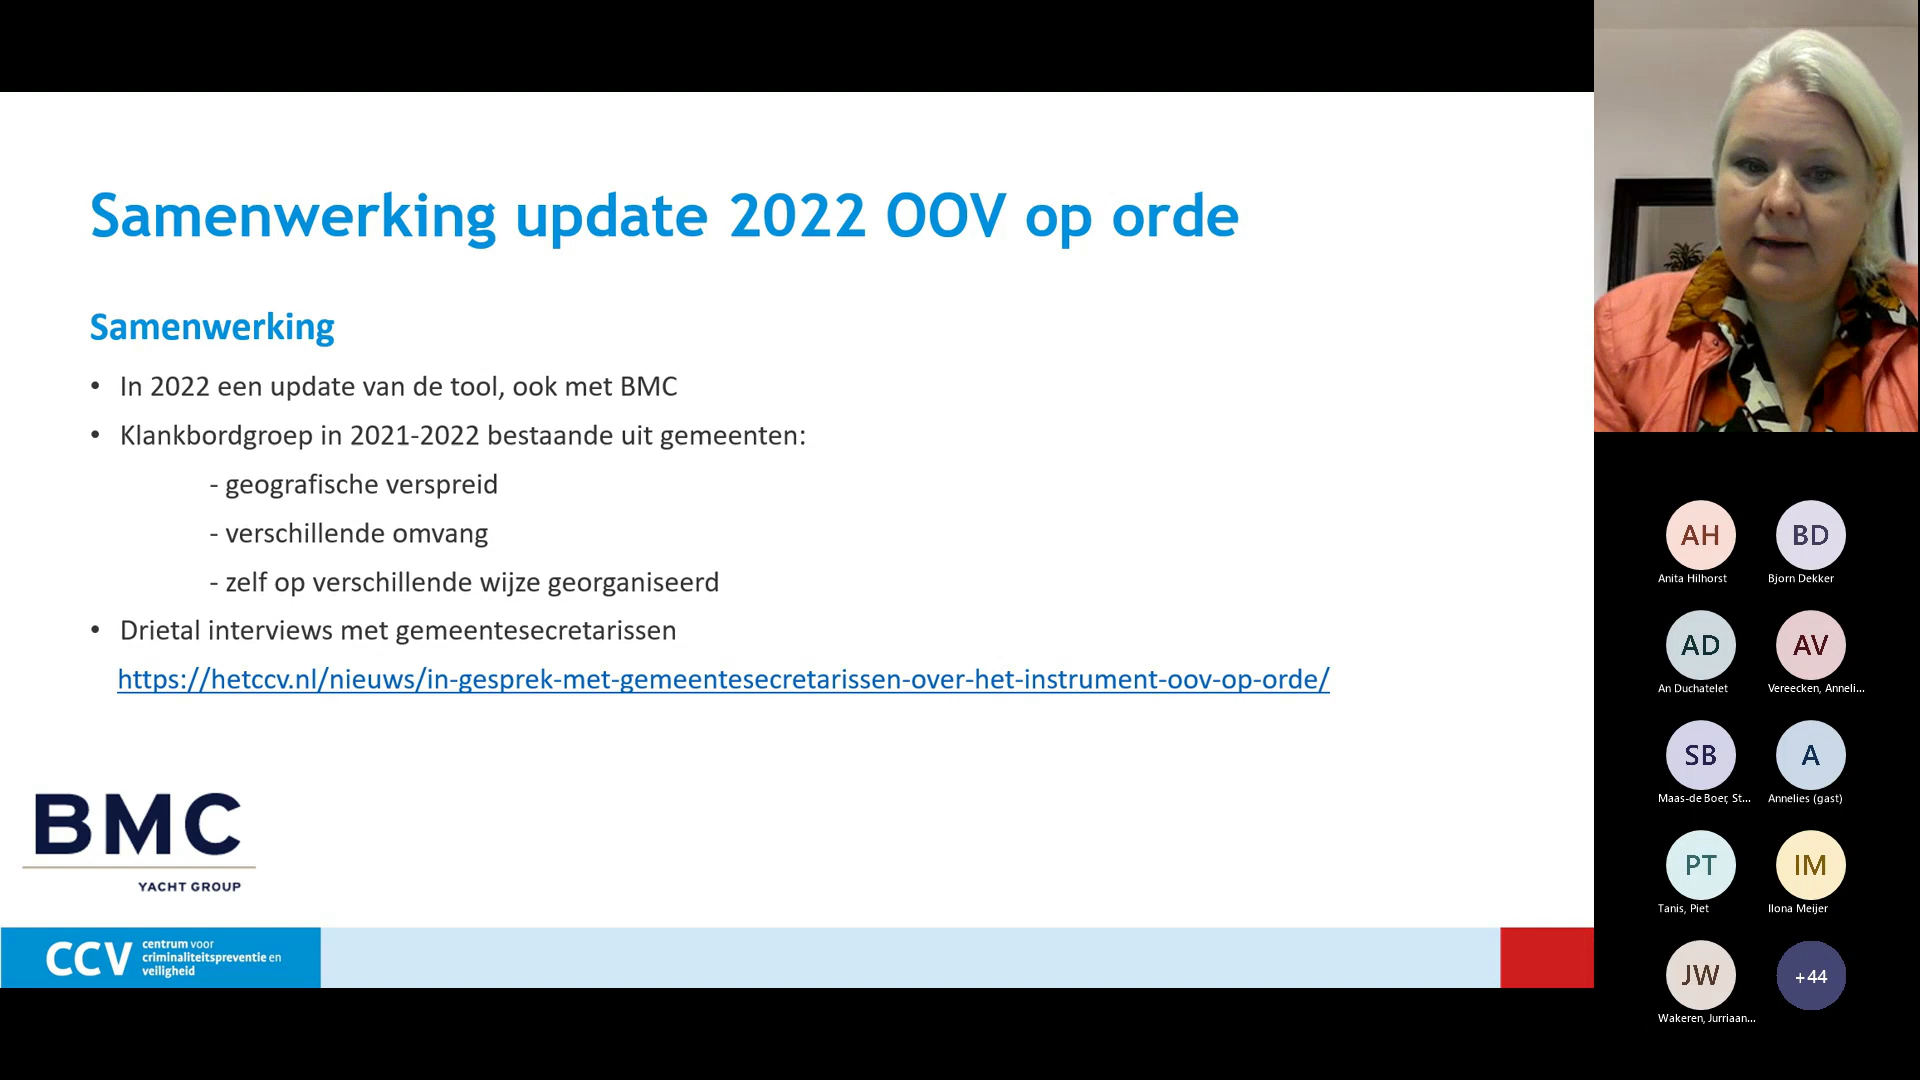 Samenwerking update 2022 OOV op orde
Samenwerking
• In 2022 een update van de tool, ook met BMC
• Klankbordgroep in 2021-2022 bestaande uit gemeenten:
- geografische verspreid
- verschillende omvang
- zelf op verschillende wijze georganiseerd
• Drietal interviews met gemeentesecretarissen
https://hetccv.nl/nieuws/in-gesprek-met-gemeentesecretarissen-over-het-instrument-oov-op-orde/
BMC
YACHT GROUP
CCV
centrum voor
criminaliteitspreventie en
veiligheid
AH
Anita Hilhorst
BD
Bjorn Dekker
AD
An Duchatelet
AV
Vereecken, Anneli...
SB
Maas-de Boer, St...
A
Annelies (gast)
PT
Tanis, Piet
IM
Ilona Meijer
JW
Wakeren, Jurriaan...
+44